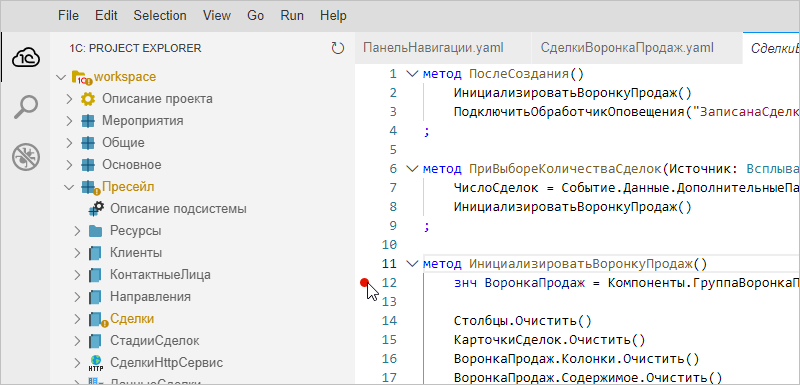 File Edit Selection View Go Run Help
1C: PROJECT EXPLORER
workspace
Описание проекта
Мероприятия
Общие
Основное
Пресейл
Описание подсистемы
Ресурсы
Клиенты
КонтактныеЛица
Направления
Сделки
СтадииСделок
HTTP СделкиHttpСервис
ДанныеСделки
ПанельНавигации.yaml СделкиВоронкаПродаж.yaml
1 метод ПослеСоздания()
2 ИнициализироватьВоронкуПродаж()
3 ПодключитьОбработчикОповещения("ЗаписанаСделк
4 ;
5
6 метод ПриВыбореКоличестваСделок(Источник: Всплыва
7 ЧислоСделок = Событие.Данные.ДополнительныеПа
8 ИнициализироватьВоронкуПродаж()
9 ;
10
11 метод ИнициализироватьВоронкуПродаж()
12 знч ВоронкаПродаж = Компоненты.ГруппаВоронкаП
13
14 Столбцы.Очистить()
15 КарточкиСделок.Очистить()
16 ВоронкаПродаж.Колонки.Очистить()
17 ВоронкаПродаж.Содержимое.Очистить()